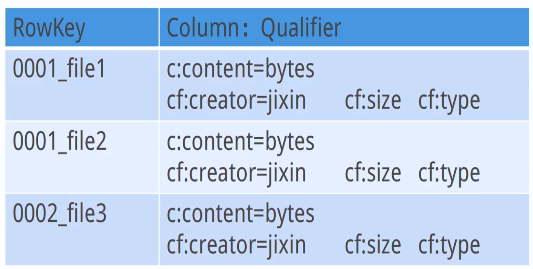 RowKey Column: Qualifier
0001_file1 c:content=bytes
cf:creator=jixin cf:size cf:type
0001_file2 c:content=bytes
cf:creator=jixin cf:size cf:type
0002_file3 c:content=bytes
cf:creator=jixin cf:size cf:type